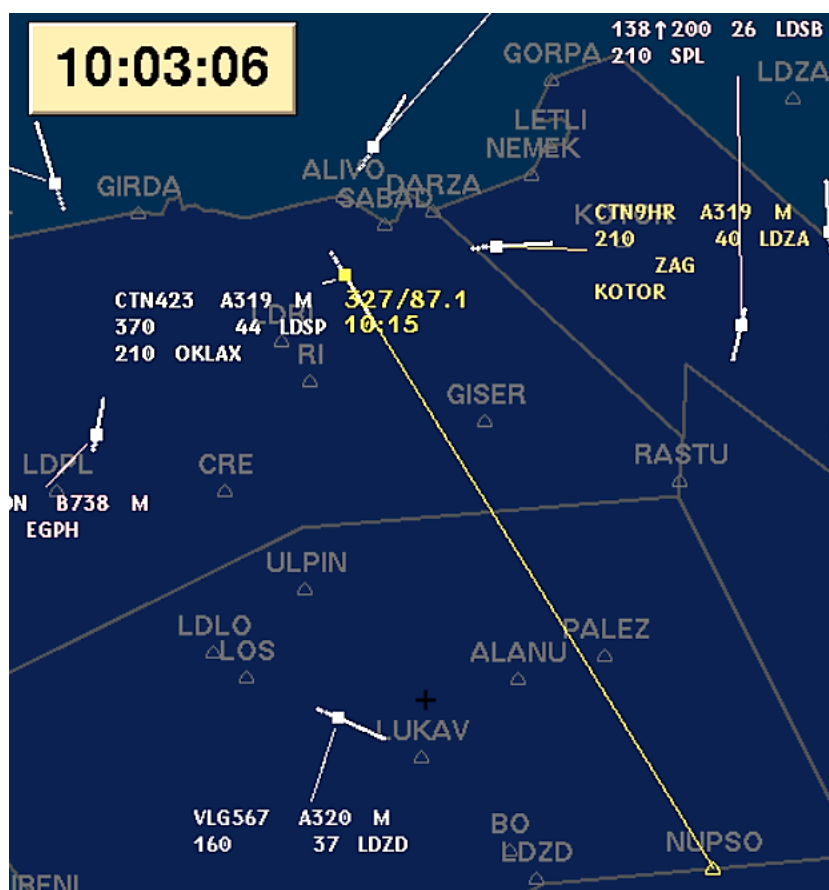 138↑200 26 LDSB
210 SPL
GORPA
LDZA
10:03:06
LETLI
NEMEK
ALIVO
DARZA
GIRDA
SABAD
CTN9HR A319 M
210 40 LDZA
ZAG
KOTOR
CTN423 A319 M
370 44 LDSP
210 OKLAX
327/87.1
10:15
RI
GISER
RASTU
LDPL
CRE
N B738 M
EGPH
ULPIN
LDLO
LOS
PALEZ
ALANU
LUKAV
VLG567 A320 M
160 37 LDZD
BO
LDZD
NUPSO